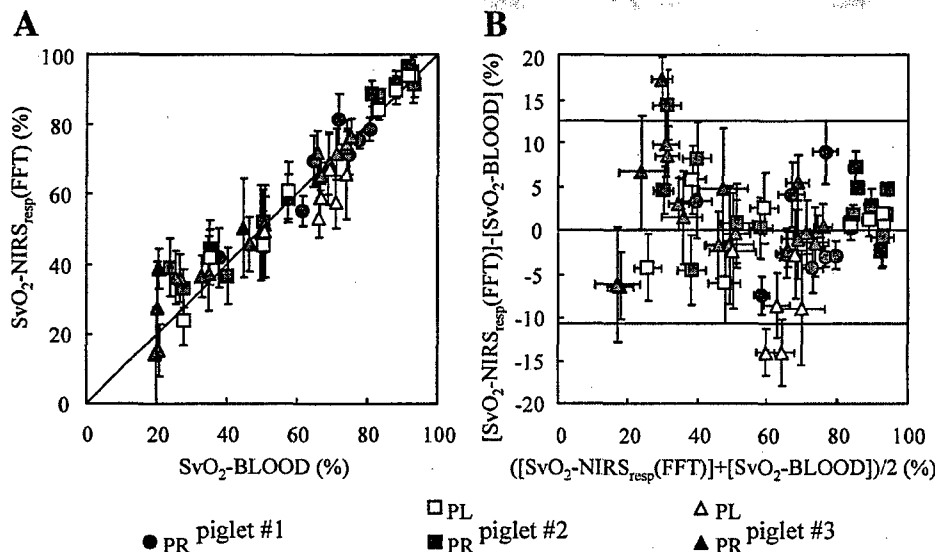 A
B
SvO₂-NIRSresp(FFT) (%)
100
80
60
40
20
0
0 20 40 60 80 100
SvO₂-BLOOD (%)
[SvO₂-NIRSresp(FFT)]-[SvO₂-BLOOD] (%)
20
15
10
5
0
-5
-10
-15
-20
0 20 40 60 80 100
([SvO₂-NIRSresp(FFT)]+[SvO₂-BLOOD])/2 (%)
PL PL
PR piglet #1 PR piglet #2 PR piglet #3